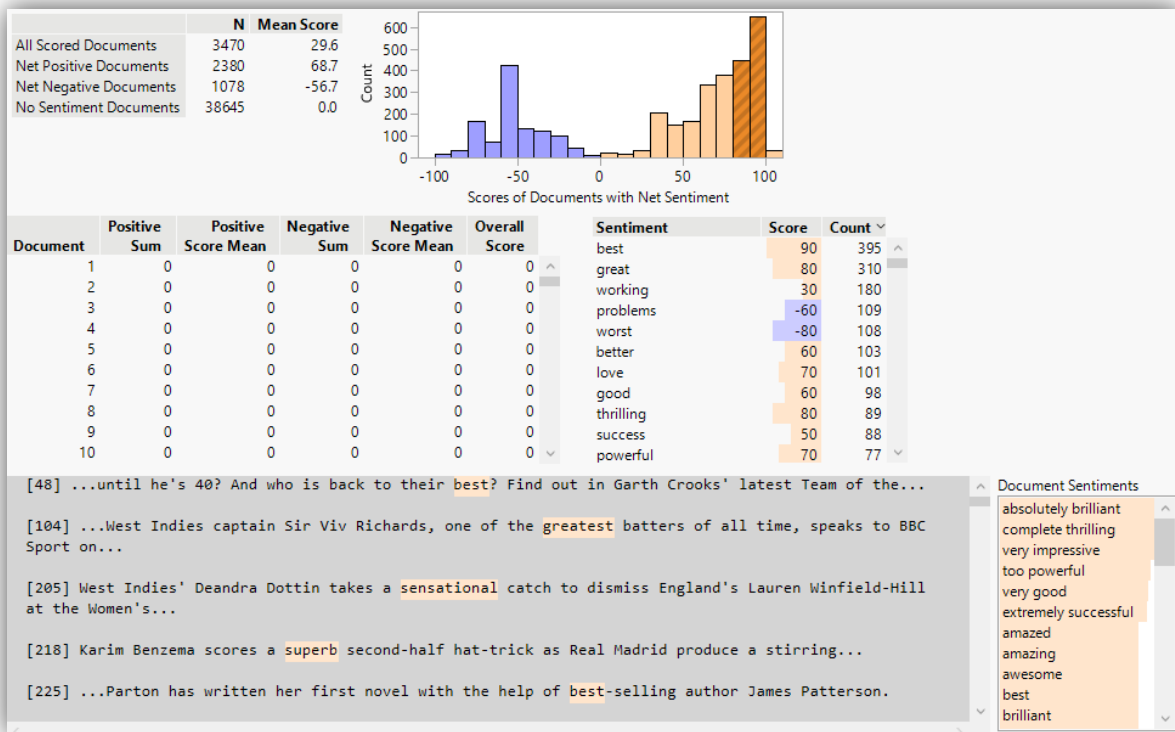 N Mean Score
All Scored Documents 3470 29.6
Net Positive Documents 2380 68.7
Net Negative Documents 1078 -56.7
No Sentiment Documents 38645 0.0
Count
600
500
400
300
200
100
0
-100 -50 0 50 100
Scores of Documents with Net Sentiment
Document Positive Sum Positive Score Mean Negative Sum Negative Score Mean Overall Score
1 0 0 0 0 0
2 0 0 0 0 0
3 0 0 0 0 0
4 0 0 0 0 0
5 0 0 0 0 0
6 0 0 0 0 0
7 0 0 0 0 0
8 0 0 0 0 0
9 0 0 0 0 0
10 0 0 0 0 0
Sentiment Score Count
best 90 395
great 80 310
working 30 180
problems -60 109
worst -80 108
better 60 103
love 70 101
good 60 98
thrilling 80 89
success 50 88
powerful 70 77
[48] ...until he's 40? And who is back to their best? Find out in Garth Crooks' latest Team of the...
[104] ...West Indies captain Sir Viv Richards, one of the greatest batters of all time, speaks to BBC
Sport on...
[205] West Indies' Deandra Dottin takes a sensational catch to dismiss England's Lauren Winfield-Hill
at the Women's...
[218] Karim Benzema scores a superb second-half hat-trick as Real Madrid produce a stirring...
[225] ...Parton has written her first novel with the help of best-selling author James Patterson.
Document Sentiments
absolutely brilliant
complete thrilling
very impressive
too powerful
very good
extremely successful
amazed
amazing
awesome
best
brilliant